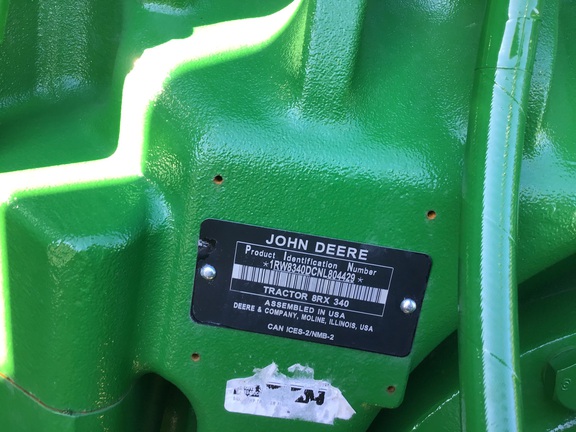 JOHN DEERE
Product Identification Number
*1RW8340DCNL804429*
TRACTOR 8RX 340
ASSEMBLED IN USA
DEERE & COMPANY, MOLINE, ILLINOIS, USA
CAN ICES-2/NMB-2